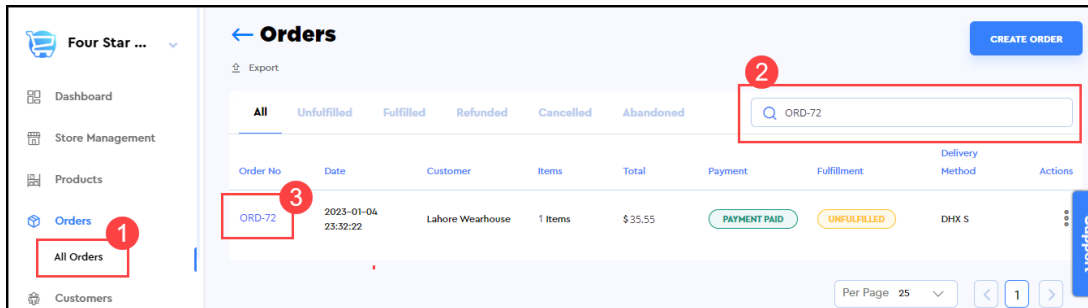 Four Star ...
Dashboard
Store Management
Products
Orders
1
All Orders
Customers
← Orders
CREATE ORDER
Export
2
All Unfulfilled Fulfilled Refunded Cancelled Abandoned
ORD-72
Order No Date Customer Items Total Payment Fulfillment Delivery Method Actions
3
ORD-72 2023-01-04 23:32:22 Lahore Wearhouse 1 Items $35.55 PAYMENT PAID UNFULFILLED DHX S
Per Page 25 < 1 >